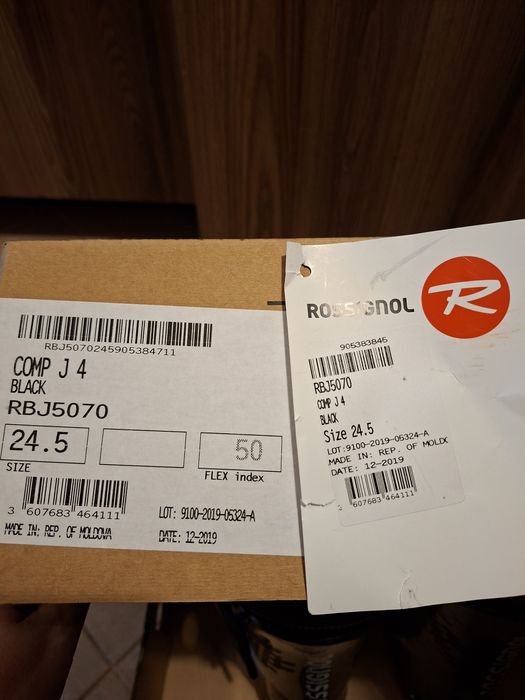 RBJ5070245905384711
COMP J 4
BLACK
RBJ5070
24.5
SIZE
50
FLEX index
3 607683 464111
LOT: 9100-2019-05324-A
MADE IN: REP. OF MOLDOVA
DATE: 12-2019
ROSSIGNOL
R
905383845
RBJ5070
COMP J 4
BLACK
Size 24.5
LOT:9100-2019-05324-A
MADE IN: REP. OF MOLDX
DATE: 12-2019
3 607683 464111
ROSSIGNOL